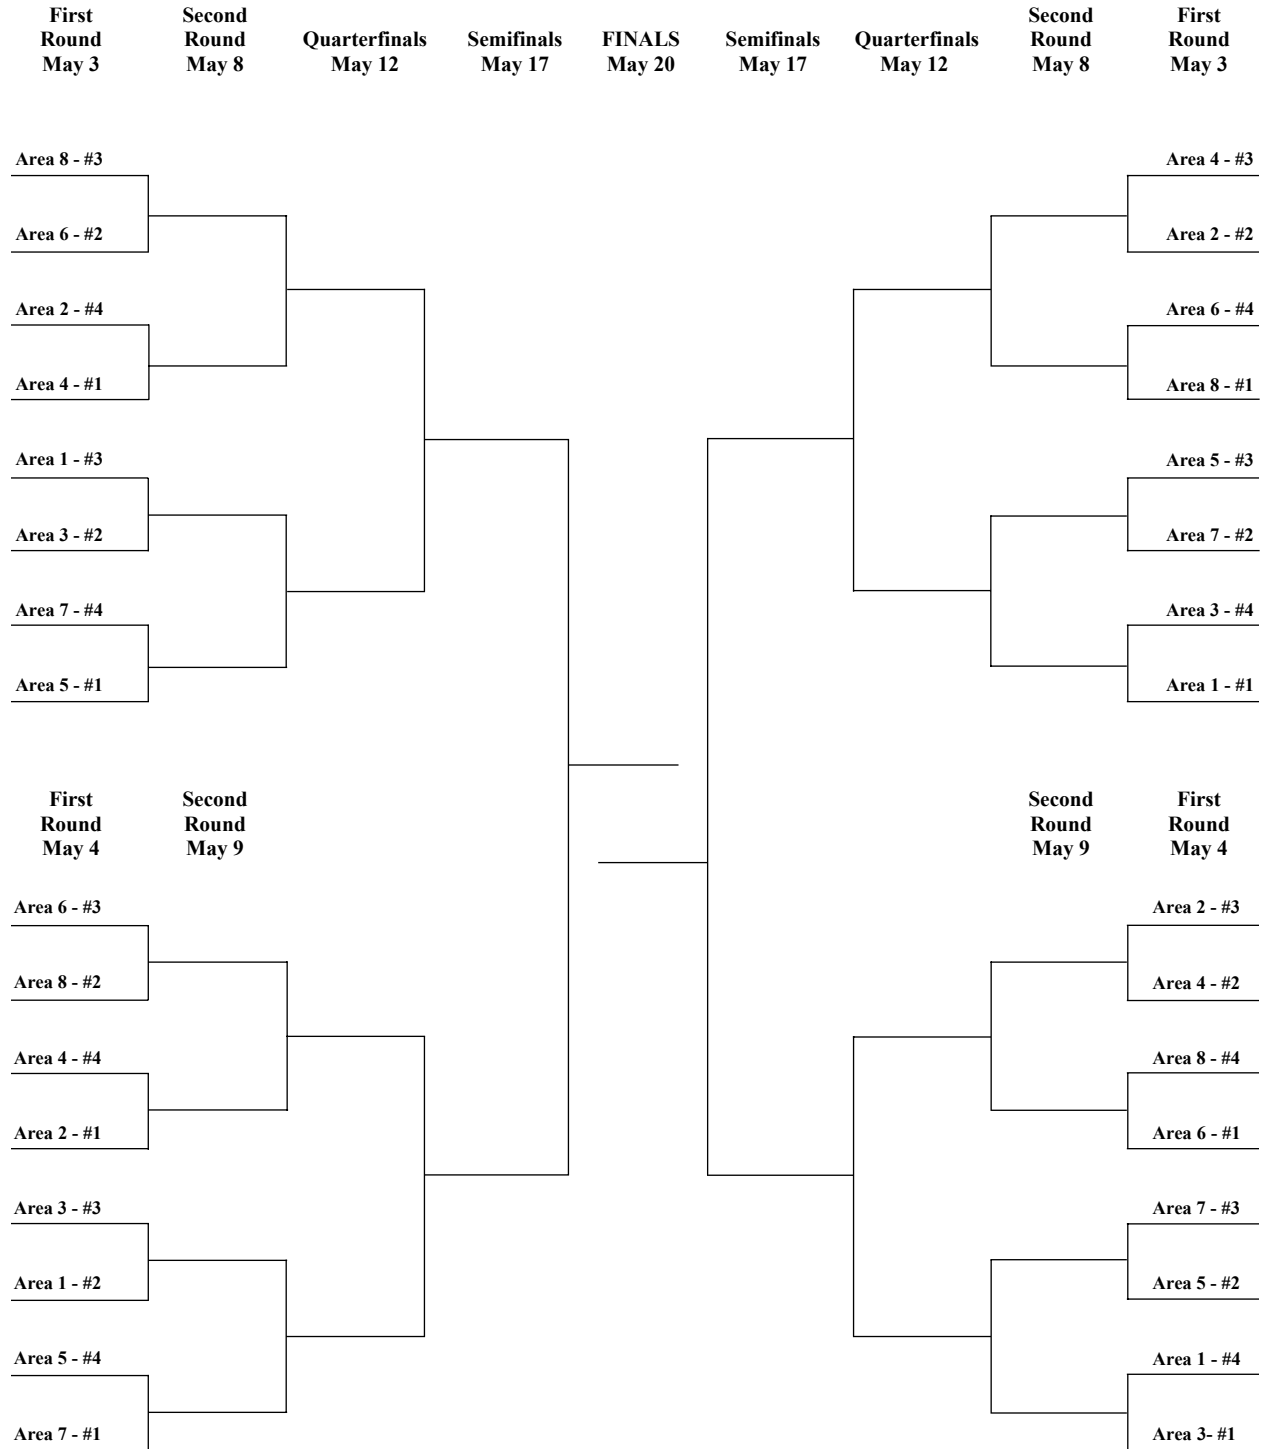 First Second Second First
Round Round Quarterfinals Semifinals FINALS Semifinals Quarterfinals Round Round
May 3 May 8 May 12 May 17 May 20 May 17 May 12 May 8 May 3
Area 8 - #3 Area 4 - #3
Area 6 - #2 Area 2 - #2
Area 2 - #4 Area 6 - #4
Area 4 - #1 Area 8 - #1
Area 1 - #3 Area 5 - #3
Area 3 - #2 Area 7 - #2
Area 7 - #4 Area 3 - #4
Area 5 - #1 Area 1 - #1
First Second Second First
Round Round Round Round
May 4 May 9 May 9 May 4
Area 6 - #3 Area 2 - #3
Area 8 - #2 Area 4 - #2
Area 4 - #4 Area 8 - #4
Area 2 - #1 Area 6 - #1
Area 3 - #3 Area 7 - #3
Area 1 - #2 Area 5 - #2
Area 5 - #4 Area 1 - #4
Area 7 - #1 Area 3- #1